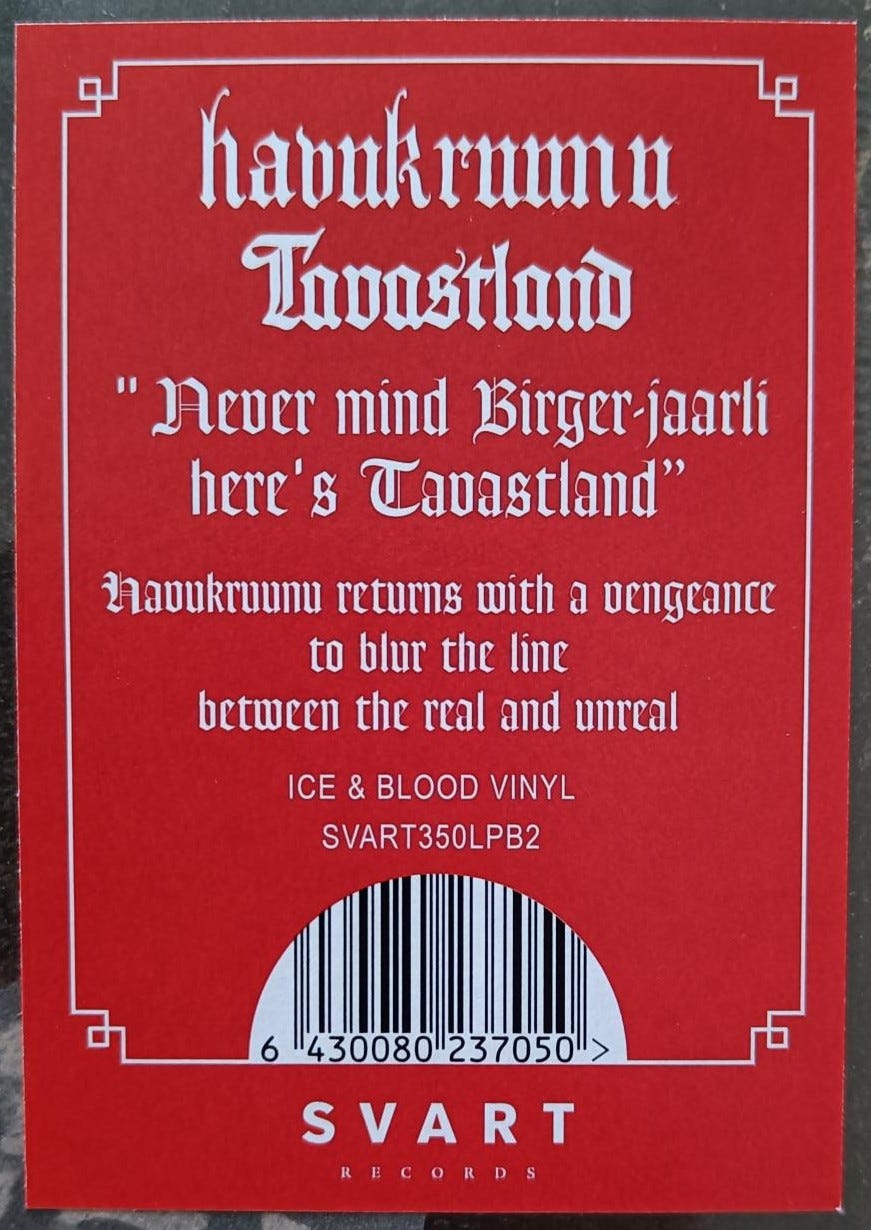 havukruunu
Tavastland
" Never mind Birger-jaarli
here's Tavastland”
Havukruunu returns with a vengeance
to blur the line
between the real and unreal
ICE & BLOOD VINYL
SVART350LPB2
6 430080 237050 >
SVART
RECORDS